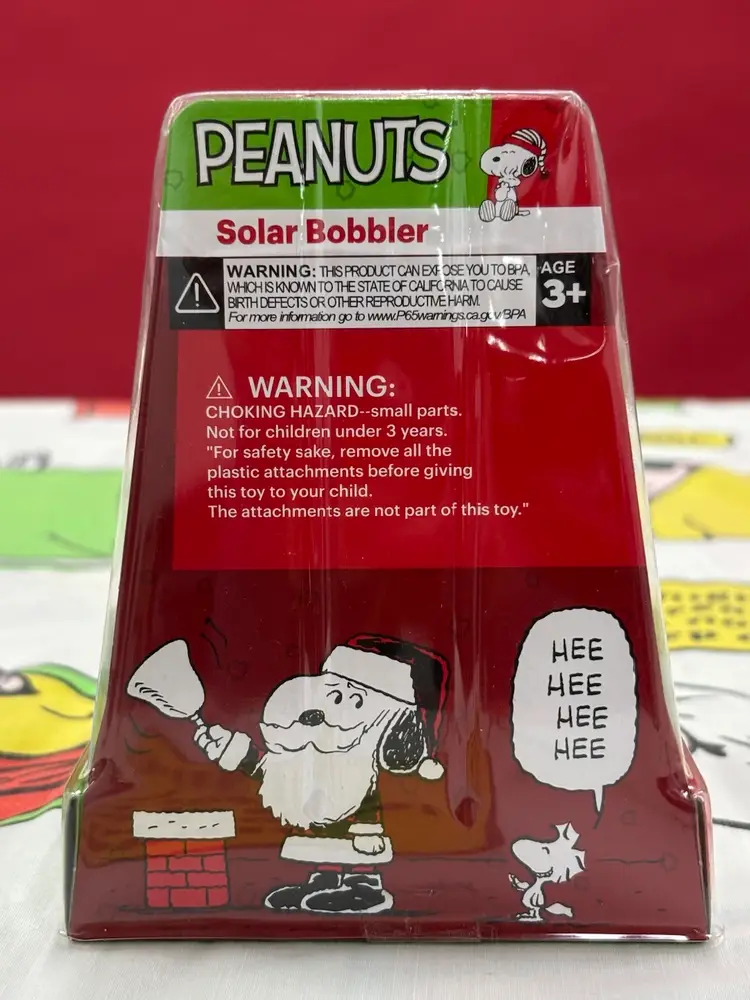 PEANUTS
Solar Bobbler
WARNING: THIS PRODUCT CAN EXPOSE YOU TO BPA,
WHICH IS KNOWN TO THE STATE OF CALIFORNIA TO CAUSE
BIRTH DEFECTS OR OTHER REPRODUCTIVE HARM.
For more information go to www.P65warnings.ca.gov/BPA
AGE
3+
WARNING:
CHOKING HAZARD--small parts.
Not for children under 3 years.
"For safety sake, remove all the
plastic attachments before giving
this toy to your child.
The attachments are not part of this toy."
HEE
HEE
HEE
HEE